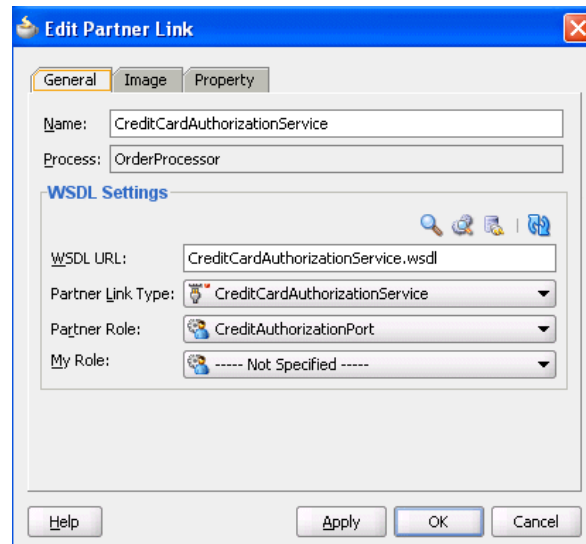 Edit Partner Link
General Image Property
Name: CreditCardAuthorizationService
Process: OrderProcessor
WSDL Settings
WSDL URL: CreditCardAuthorizationService.wsdl
Partner Link Type: CreditCardAuthorizationService
Partner Role: CreditAuthorizationPort
My Role: ----- Not Specified -----
Help Apply OK Cancel